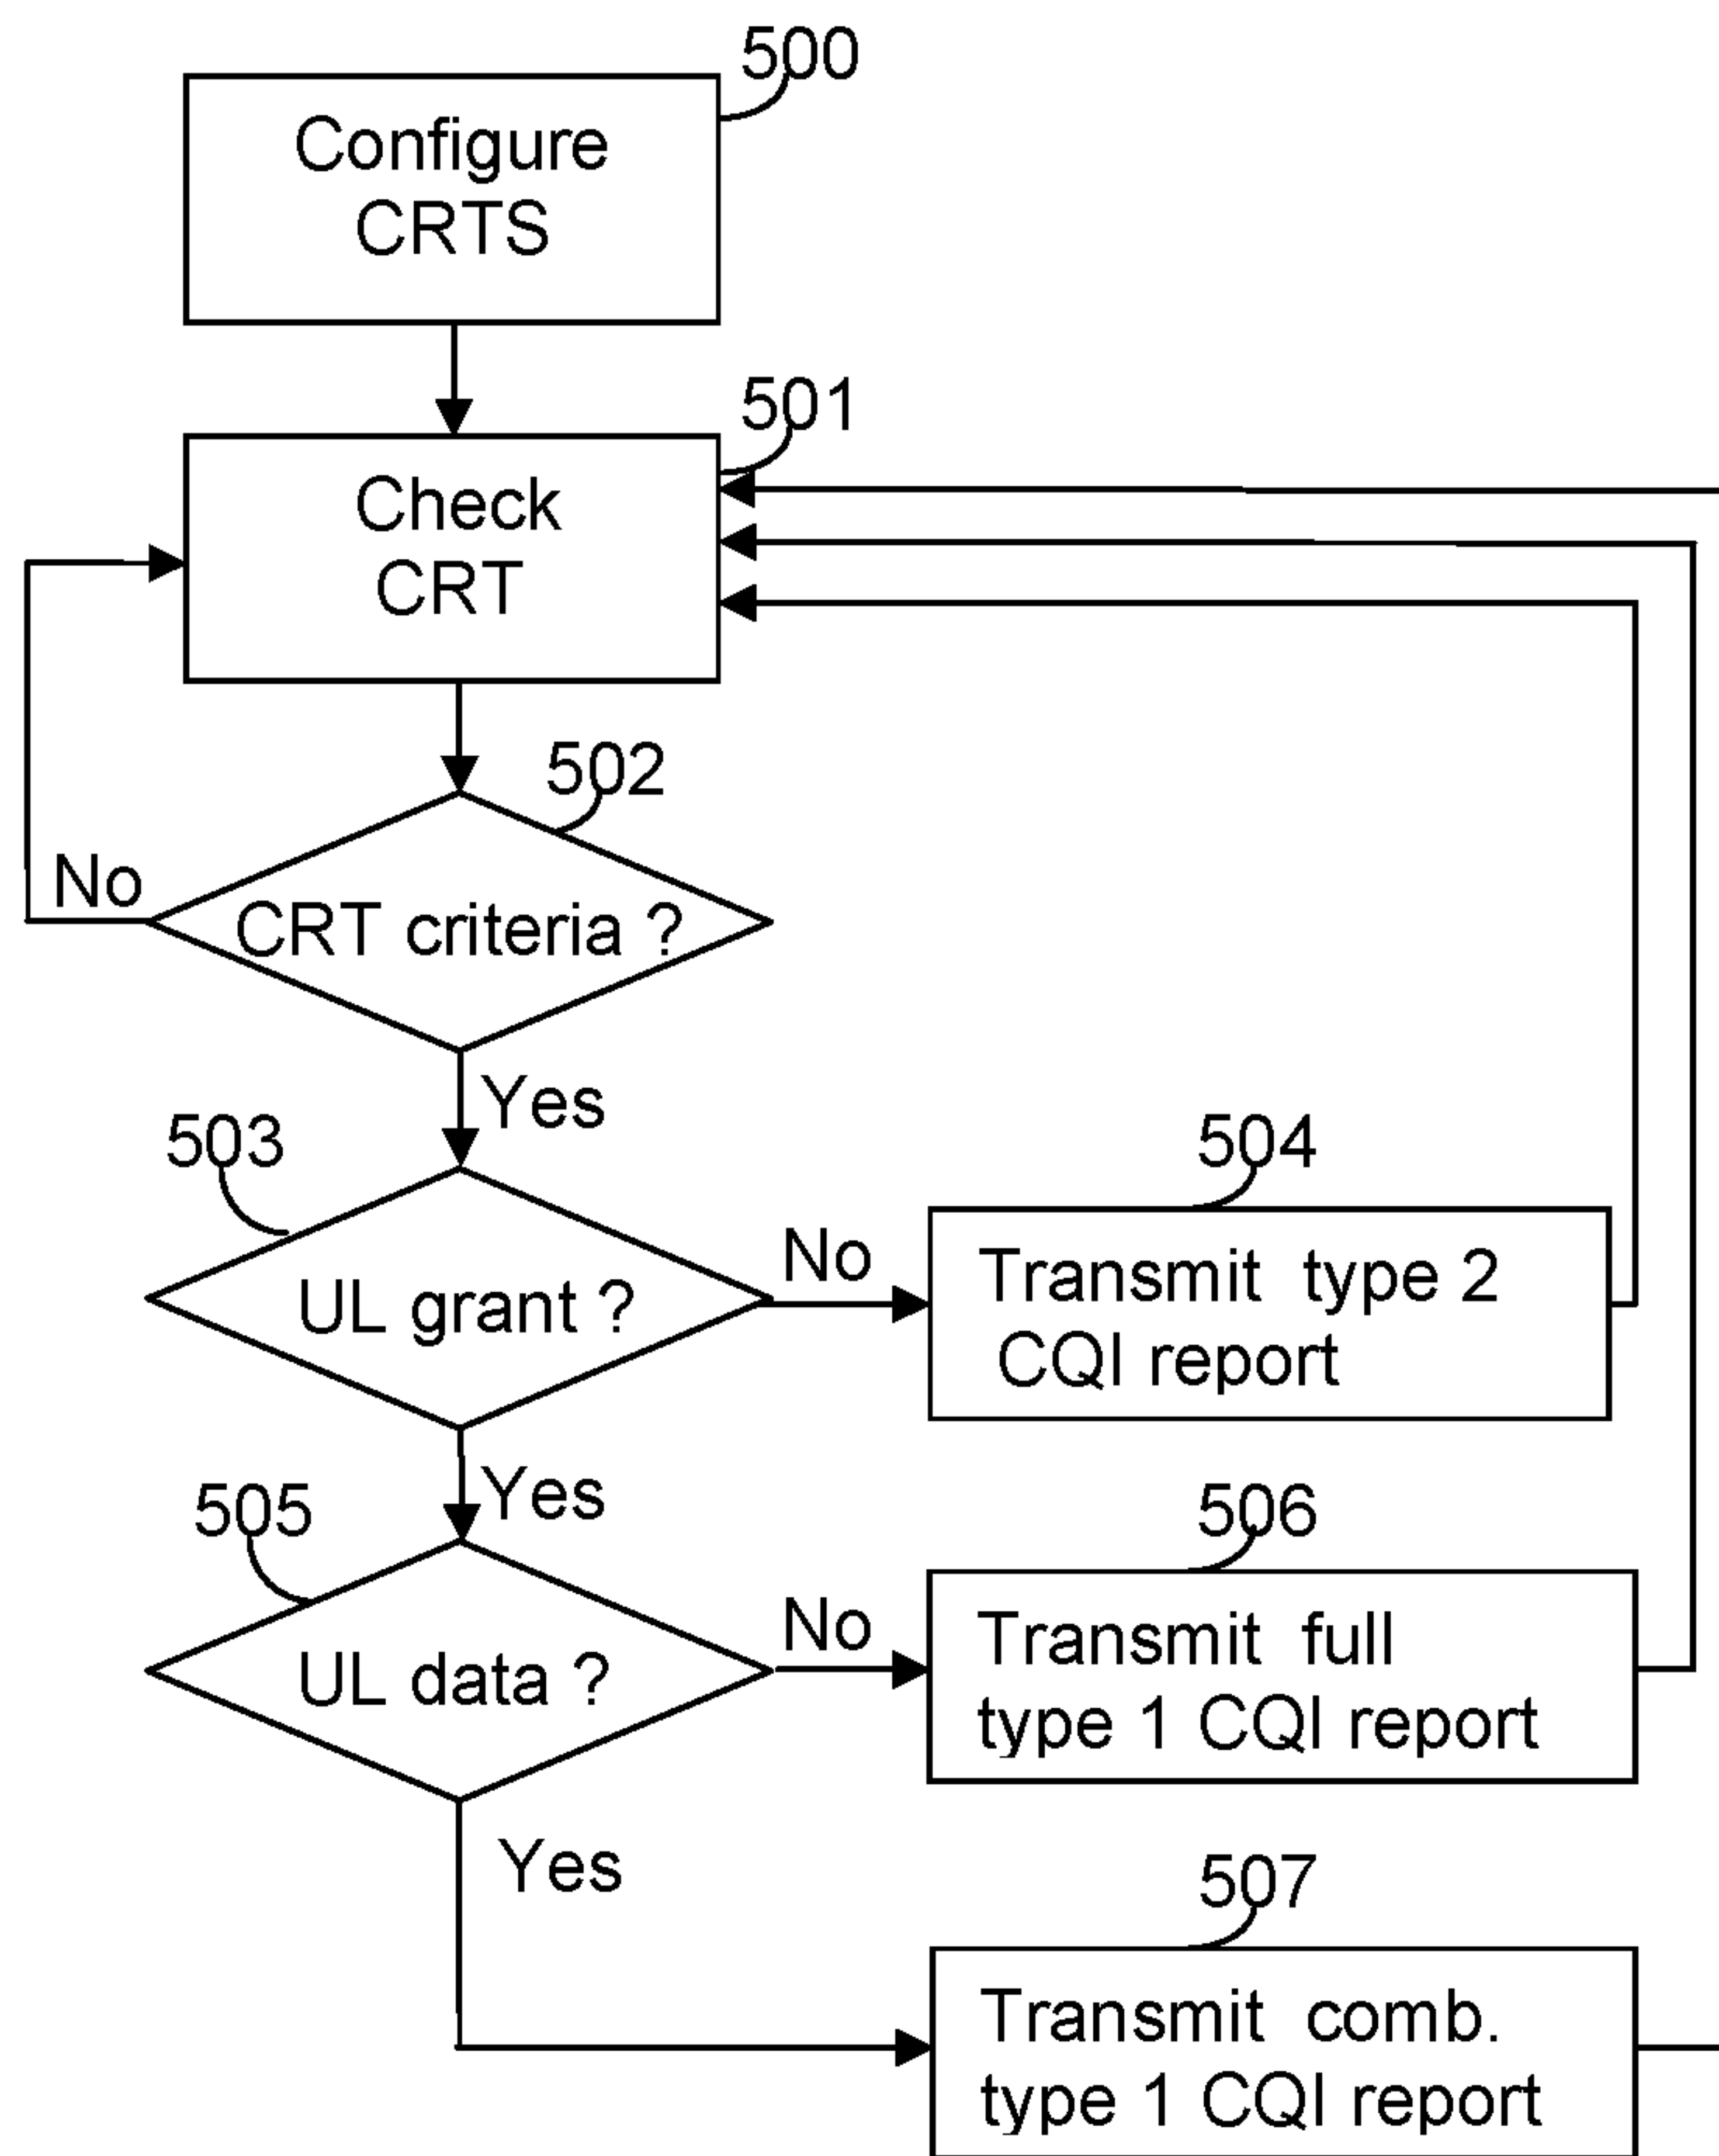 500
Configure
CRTS
501
Check
CRT
502
No
CRT criteria ?
Yes
503
504
UL grant ?
No
Transmit type 2
CQI report
Yes
505
506
UL data ?
No
Transmit full
type 1 CQI report
Yes
507
Transmit comb.
type 1 CQI report